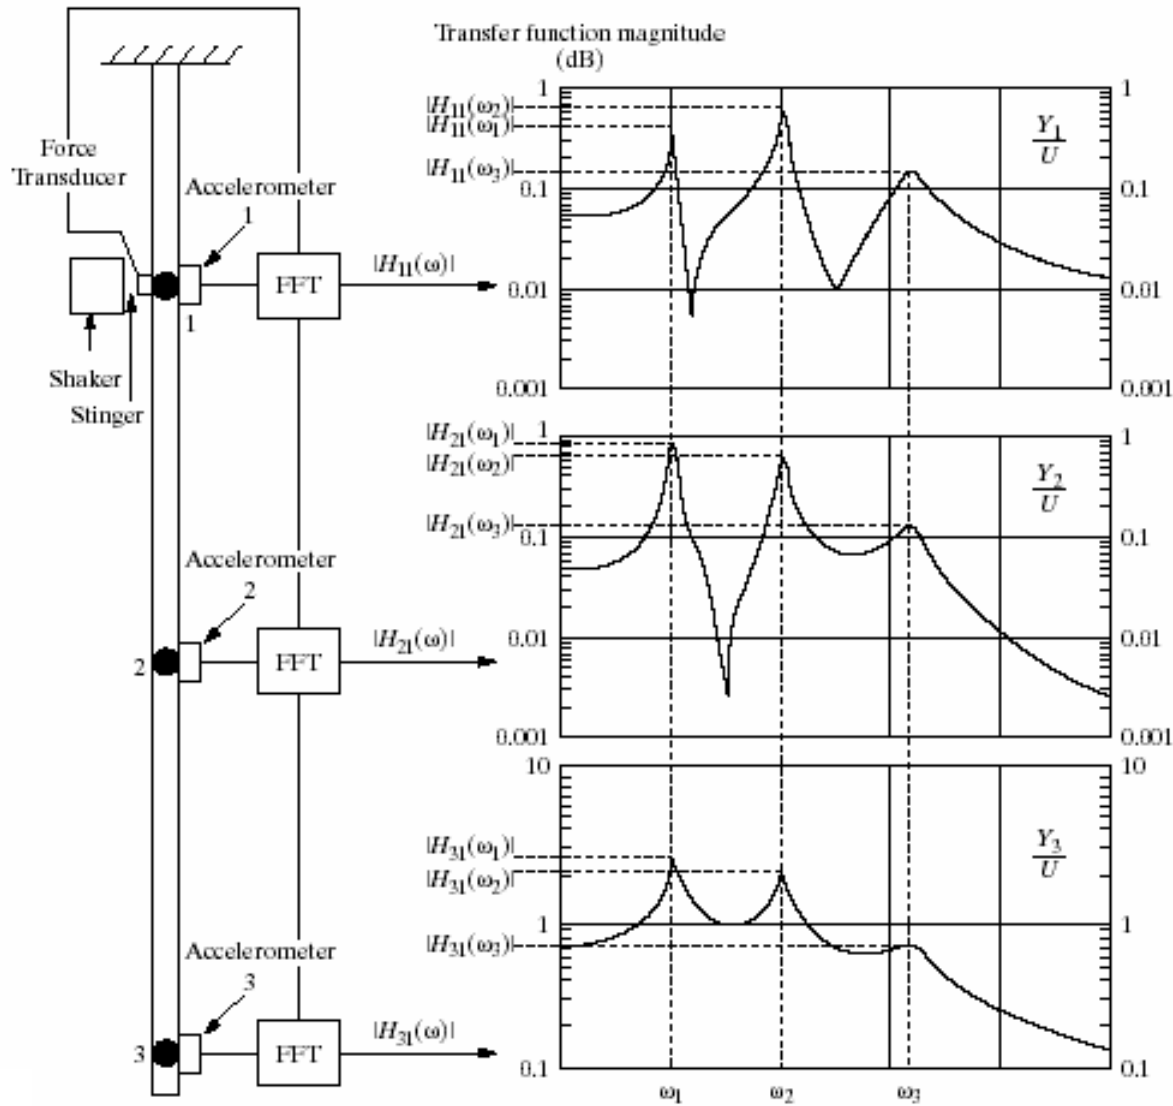 Transfer function magnitude
(dB)
Force
Transducer
Accelerometer
1
FFT
|H11(ω)|
1
Shaker
Stinger
1
|H11(ω2)|
|H11(ω1)|
|H11(ω3)|
0.1
0.01
0.001
1
0.1
0.01
0.001
Y1
U
Accelerometer
2
2
FFT
|H21(ω)|
1
|H21(ω1)|
|H21(ω2)|
|H21(ω3)|
0.1
0.01
0.001
1
0.1
0.01
0.001
Y2
U
Accelerometer
3
3
FFT
|H31(ω)|
10
|H31(ω1)|
|H31(ω2)|
1
|H31(ω3)|
0.1
10
1
0.1
Y3
U
ω1
ω2
ω3